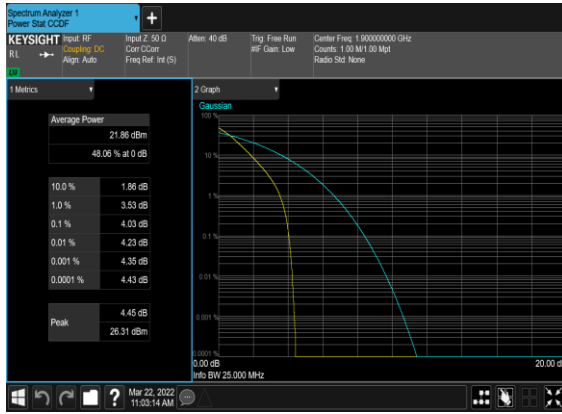 Spectrum Analyzer 1
Power Stat CCDF
KEYSIGHT
RL
Input: RF
Coupling: DC
Align: Auto
Input Z: 50 Ω
Corr CCorr
Freq Ref: Int (S)
Atten: 40 dB
Trig: Free Run
#IF Gain: Low
Center Freq: 1.900000000 GHz
Counts: 1.00 M/1.00 Mpt
Radio Std: None
1 Metrics
Average Power
21.86 dBm
48.06 % at 0 dB
10.0 % 1.86 dB
1.0 % 3.53 dB
0.1 % 4.03 dB
0.01 % 4.23 dB
0.001 % 4.35 dB
0.0001 % 4.43 dB
Peak
4.45 dB
26.31 dBm
2 Graph
Gaussian
100 %
10 %
1 %
0.1 %
0.01 %
0.001 %
0.0001 %
0.00 dB
20.00 d
Info BW 25.000 MHz
Mar 22, 2022
11:03:14 AM